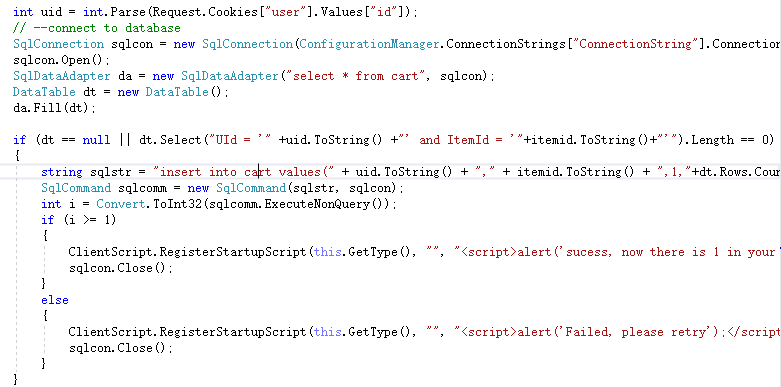 int uid = int.Parse(Request.Cookies["user"].Values["id"]);
// --connect to database
SqlConnection sqlcon = new SqlConnection(ConfigurationManager.ConnectionStrings["ConnectionString"].Connection
sqlcon.Open();
SqlDataAdapter da = new SqlDataAdapter("select * from cart", sqlcon);
DataTable dt = new DataTable();
da.Fill(dt);
if (dt == null || dt.Select("UId = '" +uid.ToString() +"' and ItemId = '"+itemid.ToString()+"'").Length == 0)
{
string sqlstr = "insert into cart values(" + uid.ToString() + "," + itemid.ToString() + ",1,"+dt.Rows.Cour
SqlCommand sqlcomm = new SqlCommand(sqlstr, sqlcon);
int i = Convert.ToInt32(sqlcomm.ExecuteNonQuery());
if (i >= 1)
{
ClientScript.RegisterStartupScript(this.GetType(), "", "<script>alert('sucess, now there is 1 in your
sqlcon.Close();
}
else
{
ClientScript.RegisterStartupScript(this.GetType(), "", "<script>alert('Failed, please retry');</script
sqlcon.Close();
}
}